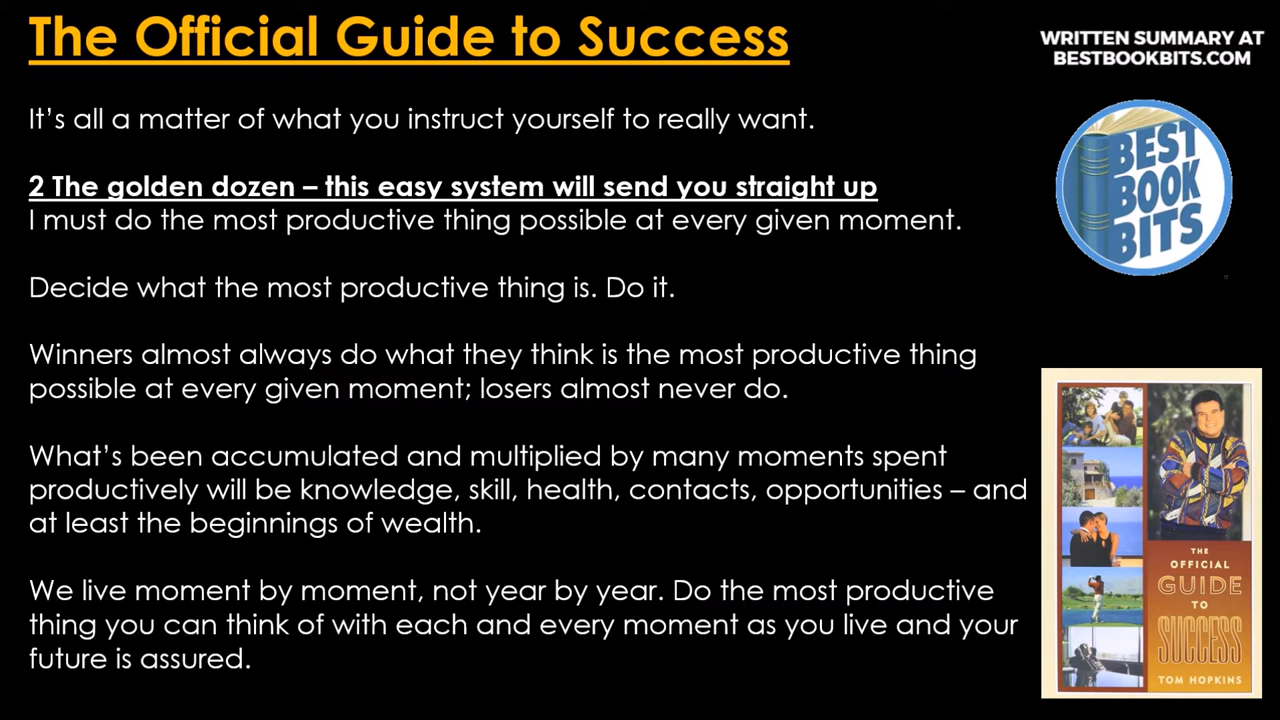 The Official Guide to Success
WRITTEN SUMMARY AT
BESTBOOKBITS.COM
It's all a matter of what you instruct yourself to really want.
2 The golden dozen – this easy system will send you straight up
I must do the most productive thing possible at every given moment.
Decide what the most productive thing is. Do it.
Winners almost always do what they think is the most productive thing
possible at every given moment; losers almost never do.
What's been accumulated and multiplied by many moments spent
productively will be knowledge, skill, health, contacts, opportunities – and
at least the beginnings of wealth.
We live moment by moment, not year by year. Do the most productive
thing you can think of with each and every moment as you live and your
future is assured.
BEST
BOOK
BITS
THE
OFFICIAL
GUIDE
TO
SUCCESS
TOM HOPKINS